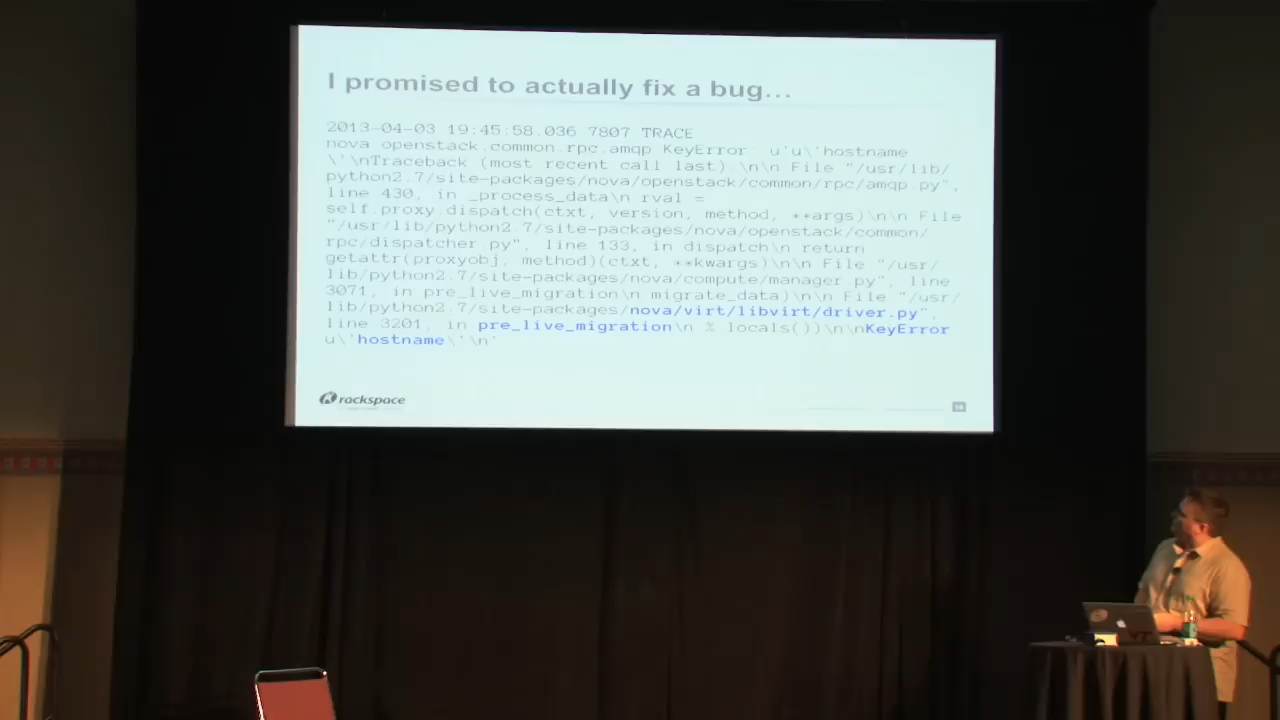 I promised to actually fix a bug...
2013-04-03 19:45:58.036 7807 TRACE
nova openstack.common.rpc.amqp KeyError: u'u\'hostname
\'\nTraceback (most recent call last):\n\n File "/usr/lib/
python2.7/site-packages/nova/openstack/common/rpc/amqp.py",
line 430, in _process_data\n rval =
self.proxy.dispatch(ctxt, version, method, **args)\n\n File
"/usr/lib/python2.7/site-packages/nova/openstack/common/
rpc/dispatcher.py", line 133, in dispatch\n return
getattr(proxyobj, method)(ctxt, **kwargs)\n\n File "/usr/
lib/python2.7/site-packages/nova/compute/manager.py", line
3071, in pre_live_migration\n migrate_data)\n\n File "/usr/
lib/python2.7/site-packages/nova/virt/libvirt/driver.py",
line 3201, in pre_live_migration\n % locals())\n\nKeyError
u\'hostname\'\n'
rackspace